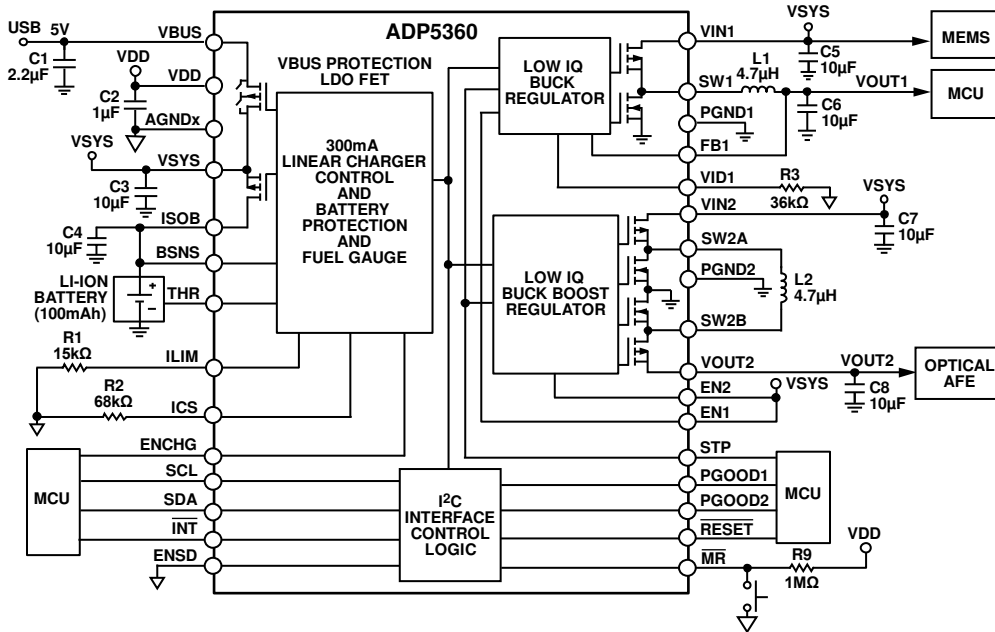 ADP5360
USB 5V
C1
2.2µF
VDD
C2
1µF
VSYS
C3
10µF
C4
10µF
LI-ION
BATTERY
(100mAh)
R1
15kΩ
R2
68kΩ
MCU
VBUS
VDD
AGNDx
VSYS
ISOB
BSNS
THR
ILIM
ICS
ENCHG
SCL
SDA
INT
ENSD
VBUS PROTECTION
LDO FET
300mA
LINEAR CHARGER
CONTROL
AND
BATTERY
PROTECTION
AND
FUEL GAUGE
LOW IQ
BUCK
REGULATOR
LOW IQ
BUCK BOOST
REGULATOR
I2C
INTERFACE
CONTROL
LOGIC
VIN1
SW1
PGND1
FB1
VID1
VIN2
SW2A
PGND2
SW2B
VOUT2
EN2
EN1
STP
PGOOD1
PGOOD2
RESET
MR
VSYS
C5
10µF
MEMS
L1
4.7µH
VOUT1
C6
10µF
MCU
R3
36kΩ
VSYS
C7
10µF
L2
4.7µH
VOUT2
C8
10µF
OPTICAL
AFE
VSYS
MCU
R9
1MΩ
VDD